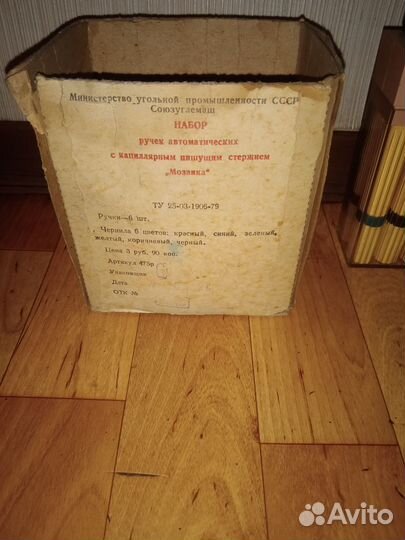 Министерство угольной промышленности СССР
Союзуглемаш
НАБОР
ручек автоматических
с капиллярным пишущим стержнем
„Мозаика"
ТУ 25-03-1906-79
Ручки—6 шт.
Чернила 6 цветов: красный, синий, зеленый,
желтый, коричневый, черный.
Цена 3 руб. 90 коп.
Артикул 475р
Упаковщик
Дата
ОТК №
Avito